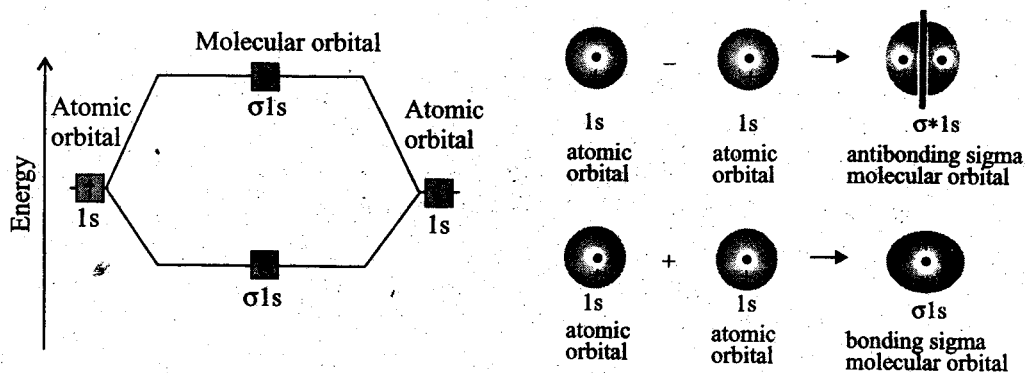 Molecular orbital
σ1s
Atomic
orbital
1s
Atomic
orbital
1s
σ1s
Energy
–
1s
atomic
orbital
1s
atomic
orbital
σ*1s
antibonding sigma
molecular orbital
+
1s
atomic
orbital
1s
atomic
orbital
σ1s
bonding sigma
molecular orbital